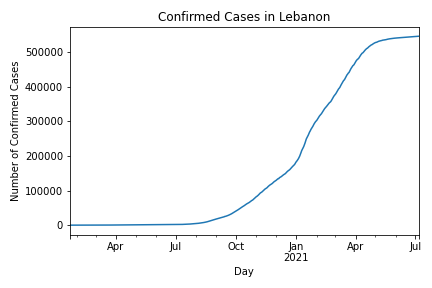 Confirmed Cases in Lebanon
Number of Confirmed Cases
500000
400000
300000
200000
100000
0
Apr Jul Oct Jan Apr Jul
2021
Day